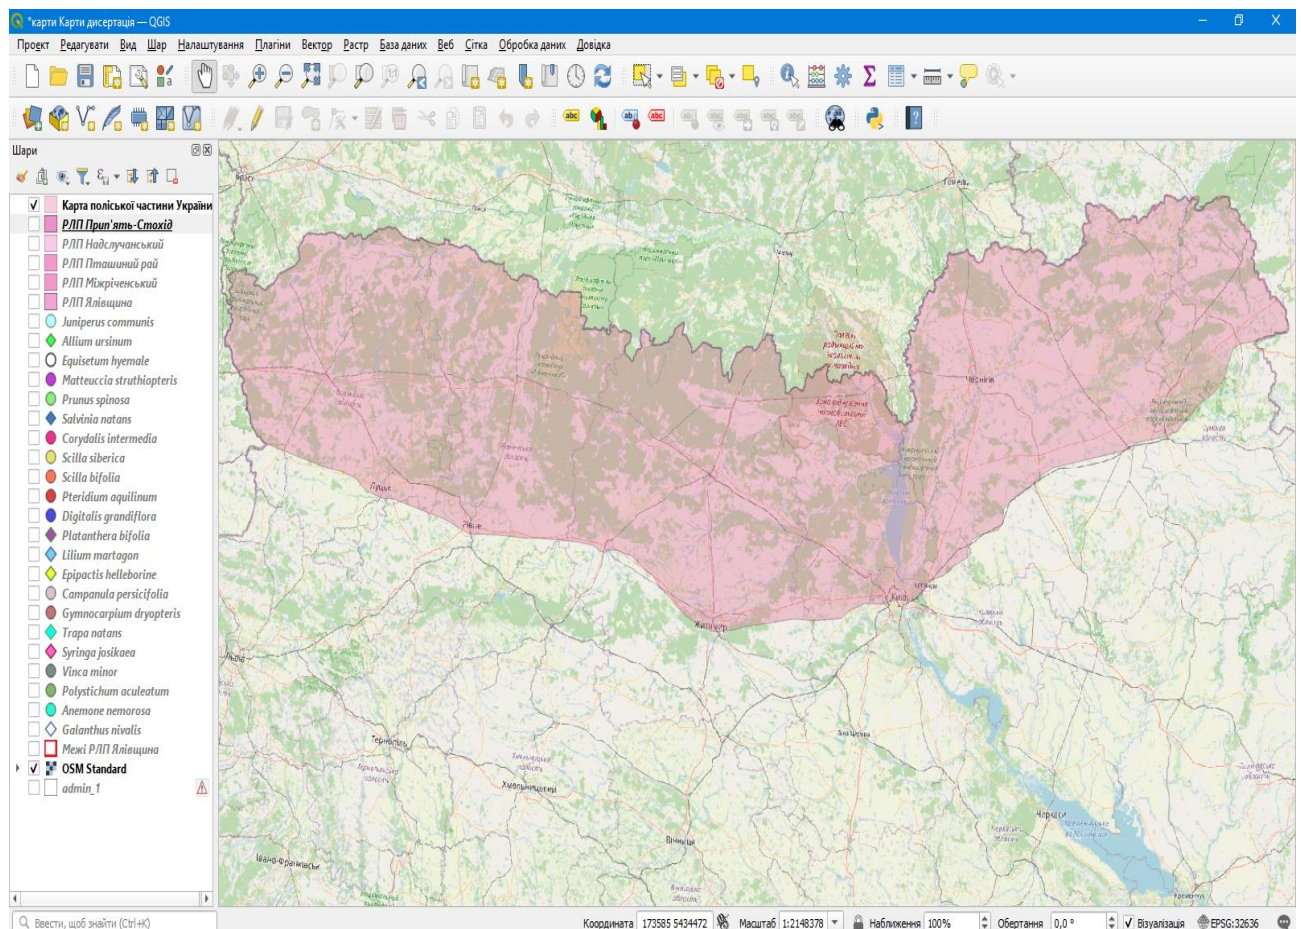 *карти Карти дисертація — QGIS
Проект Редагувати Вид Шар Налаштування Плагіни Вектор Растр База даних Веб Сітка Обробка даних Довідка
Шари
Карта поліської частини України
РЛП Прип'ять-Стохід
РЛП Надслучанський
РЛП Пташиний рай
РЛП Міжріченський
РЛП Ялівщина
Juniperus communis
Allium ursinum
Equisetum hyemale
Matteuccia struthiopteris
Prunus spinosa
Salvinia natans
Corydalis intermedia
Scilla siberica
Scilla bifolia
Pteridium aquilinum
Digitalis grandiflora
Platanthera bifolia
Lilium martagon
Epipactis helleborine
Campanula persicifolia
Gymnocarpium dryopteris
Trapa natans
Syringa josikaea
Vinca minor
Polystichum aculeatum
Anemone nemorosa
Galanthus nivalis
Межі РЛП Ялівщина
OSM Standard
admin_1
Брэст
Гомель
Чернігів
Луцьк
Рівне
Київ
Житомир
Львів
Тернопіль
Хмельницький
Вінниця
Черкаси
Івано-Франківськ
Кременчук
Ввести, щоб знайти (Ctrl+K)
Координата 173585 5434472 Масштаб 1:2148378 Наближення 100% Обертання 0,0 ° Візуалізація EPSG:32636